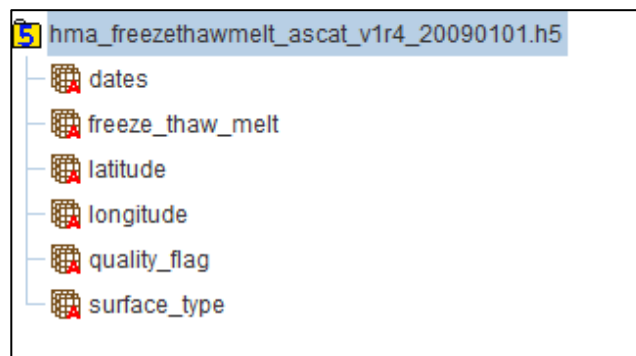 hma_freezethawmelt_ascat_v1r4_20090101.h5
dates
freeze_thaw_melt
latitude
longitude
quality_flag
surface_type